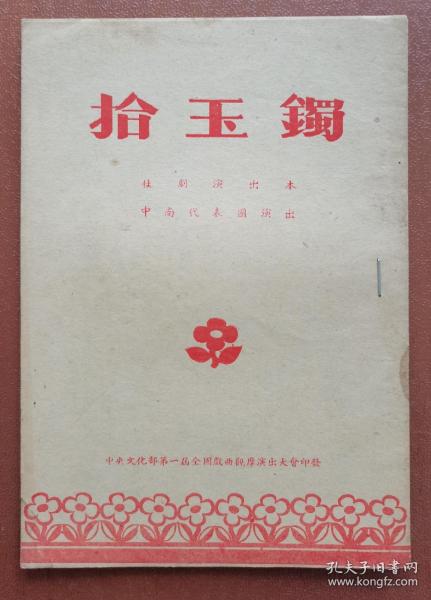 拾玉鐲
桂劇演出本
中南代表團演出
中央文化部第一屆全國戲曲觀摩演出大會印發
孔夫子旧书网
www.kongfz.com